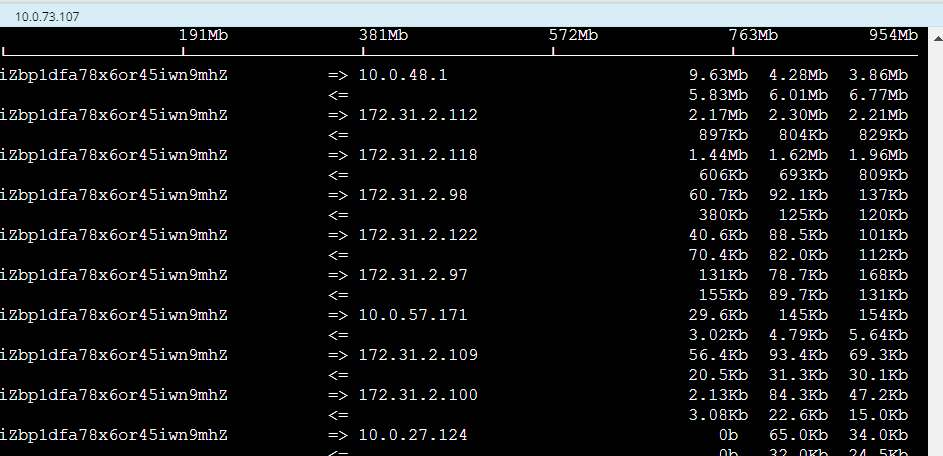 10.0.73.107
191Mb 381Mb 572Mb 763Mb 954Mb
iZbp1dfa78x6or45iwn9mhZ => 10.0.48.1 9.63Mb 4.28Mb 3.86Mb
<= 5.83Mb 6.01Mb 6.77Mb
iZbp1dfa78x6or45iwn9mhZ => 172.31.2.112 2.17Mb 2.30Mb 2.21Mb
<= 897Kb 804Kb 829Kb
iZbp1dfa78x6or45iwn9mhZ => 172.31.2.118 1.44Mb 1.62Mb 1.96Mb
<= 606Kb 693Kb 809Kb
iZbp1dfa78x6or45iwn9mhZ => 172.31.2.98 60.7Kb 92.1Kb 137Kb
<= 380Kb 125Kb 120Kb
iZbp1dfa78x6or45iwn9mhZ => 172.31.2.122 40.6Kb 88.5Kb 101Kb
<= 70.4Kb 82.0Kb 112Kb
iZbp1dfa78x6or45iwn9mhZ => 172.31.2.97 131Kb 78.7Kb 168Kb
<= 155Kb 89.7Kb 131Kb
iZbp1dfa78x6or45iwn9mhZ => 10.0.57.171 29.6Kb 145Kb 154Kb
<= 3.02Kb 4.79Kb 5.64Kb
iZbp1dfa78x6or45iwn9mhZ => 172.31.2.109 56.4Kb 93.4Kb 69.3Kb
<= 20.5Kb 31.3Kb 30.1Kb
iZbp1dfa78x6or45iwn9mhZ => 172.31.2.100 2.13Kb 84.3Kb 47.2Kb
<= 3.08Kb 22.6Kb 15.0Kb
iZbp1dfa78x6or45iwn9mhZ => 10.0.27.124 0b 65.0Kb 34.0Kb
<= 0b 32.0Kb 24.5Kb